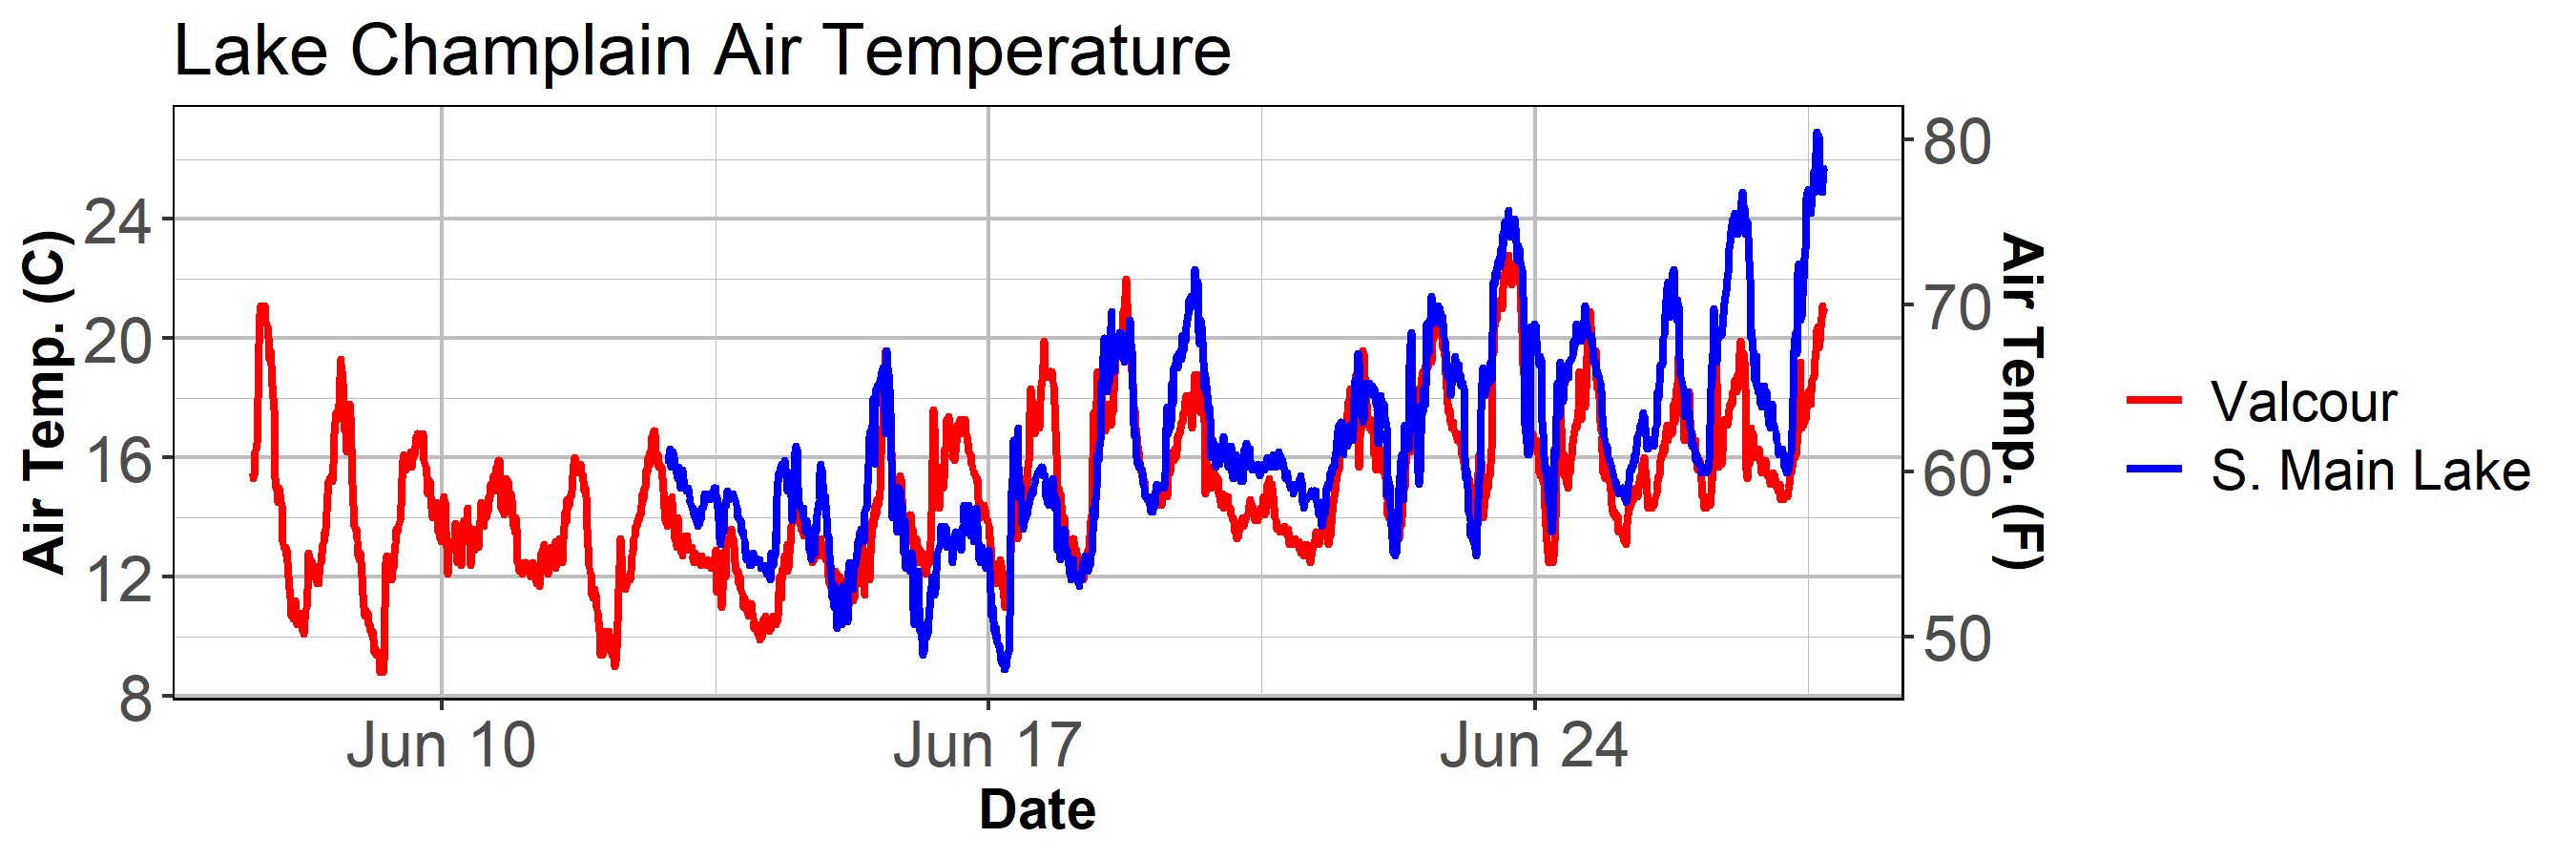 Lake Champlain Air Temperature
Air Temp. (C)
24
20
16
12
8
80
70
60
50
Air Temp. (F)
Jun 10
Jun 17
Jun 24
Date
Valcour
S. Main Lake